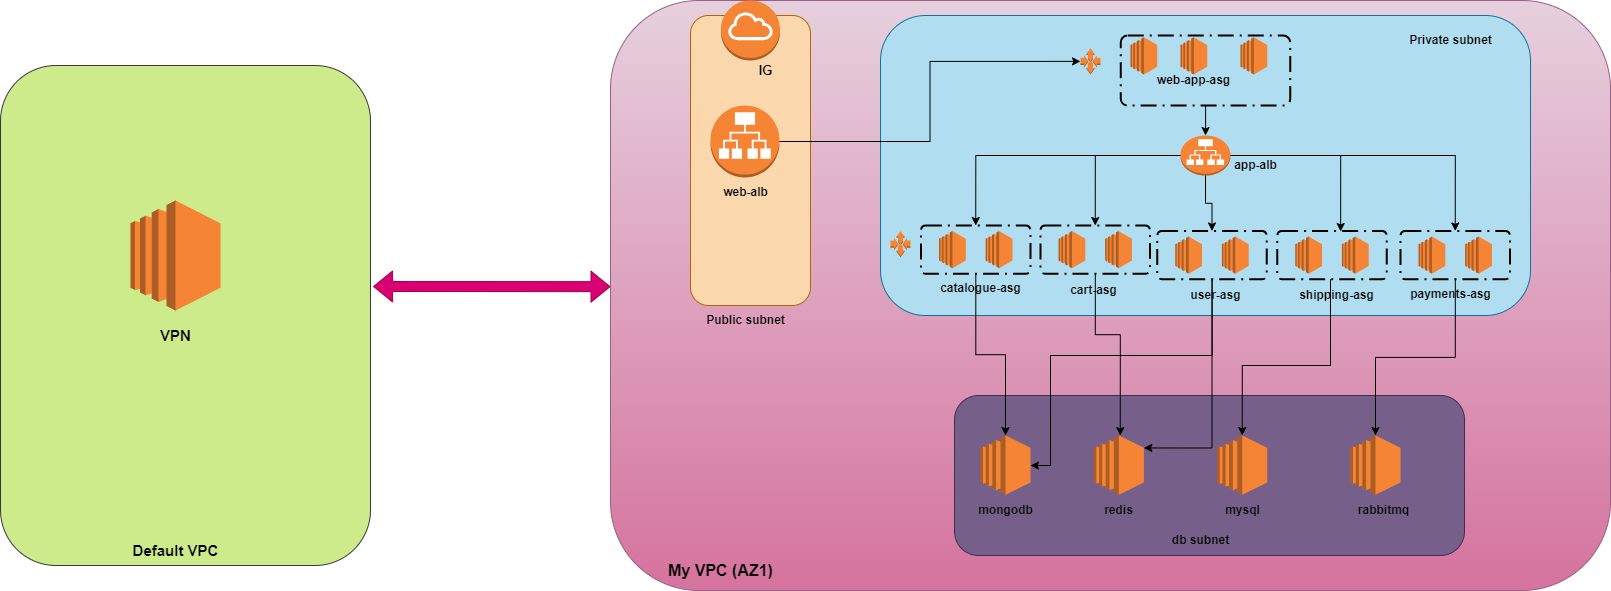 Private subnet
IG
web-app-asg
app-alb
web-alb
catalogue-asg
cart-asg
user-asg
shipping-asg
payments-asg
Public subnet
VPN
mongodb
redis
mysql
rabbitmq
db subnet
Default VPC
My VPC (AZ1)